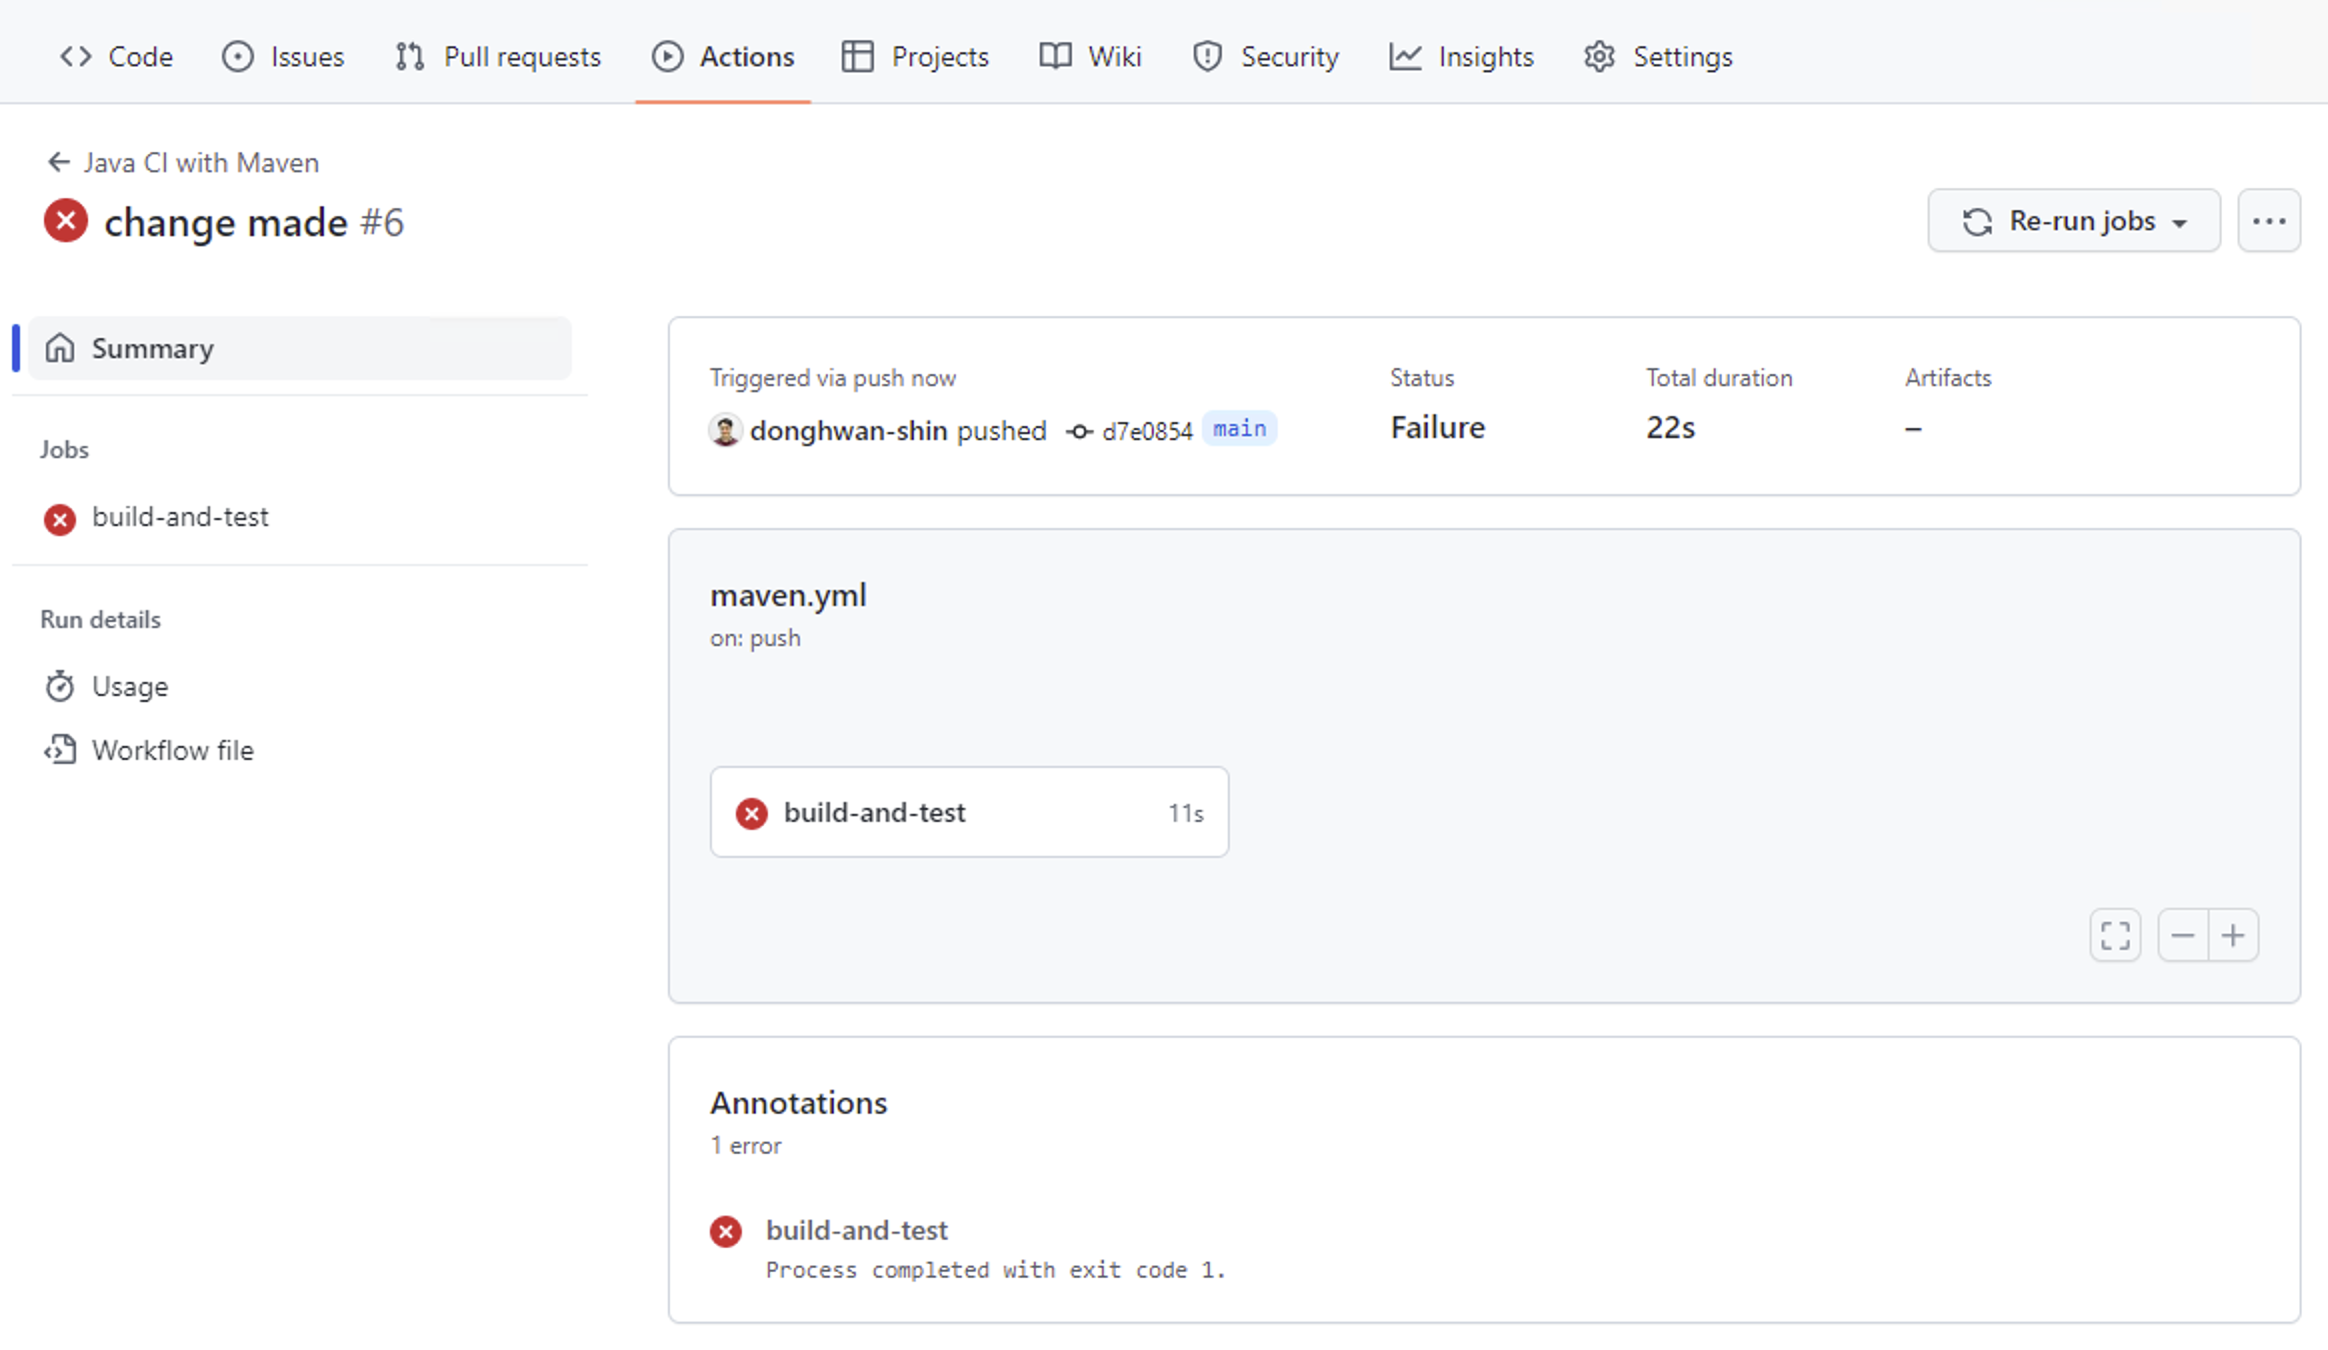 Code Issues Pull requests Actions Projects Wiki Security Insights Settings
Java CI with Maven
change made #6
Re-run jobs
Summary
Jobs
build-and-test
Run details
Usage
Workflow file
Triggered via push now
donghwan-shin pushed d7e0854 main
Status
Failure
Total duration
22s
Artifacts
–
maven.yml
on: push
build-and-test 11s
Annotations
1 error
build-and-test
Process completed with exit code 1.